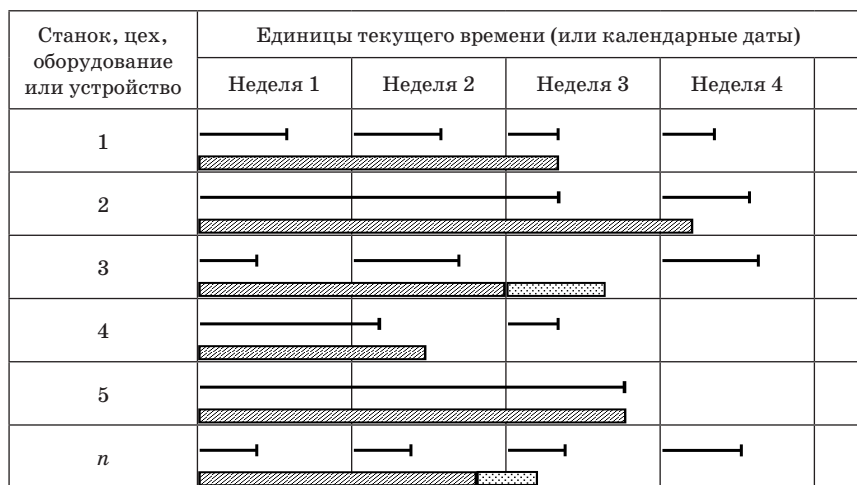 Станок, цех,
оборудование
или устройство
Единицы текущего времени (или календарные даты)
Неделя 1 Неделя 2 Неделя 3 Неделя 4
1
2
3
4
5
n